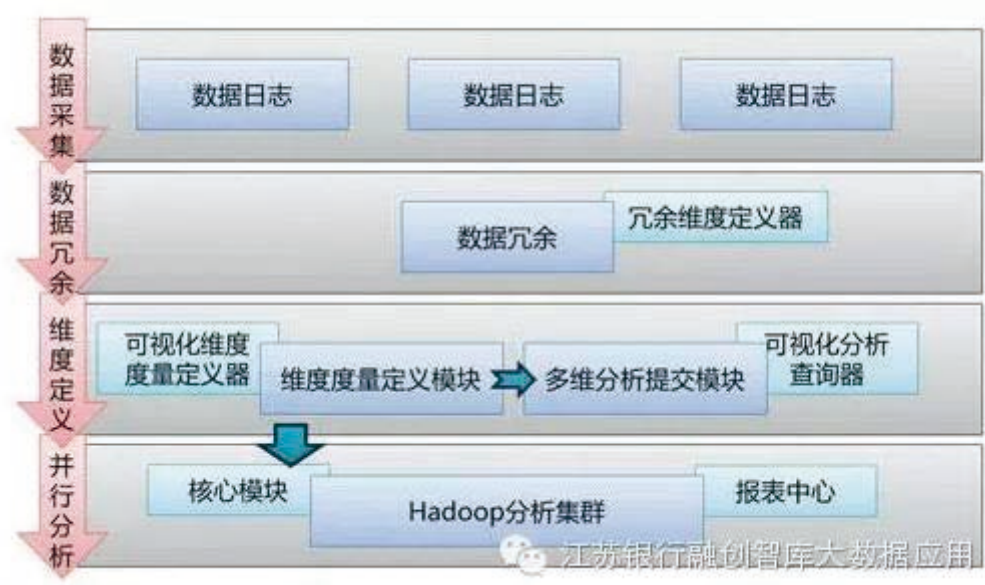 数据采集
数据日志
数据日志
数据日志
数据冗余
数据冗余
冗余维度定义器
维度定义
可视化维度
度量定义器
维度度量定义模块
多维分析提交模块
可视化分析
查询器
并行分析
核心模块
Hadoop分析集群
报表中心
江苏银行融创智库大数据应用